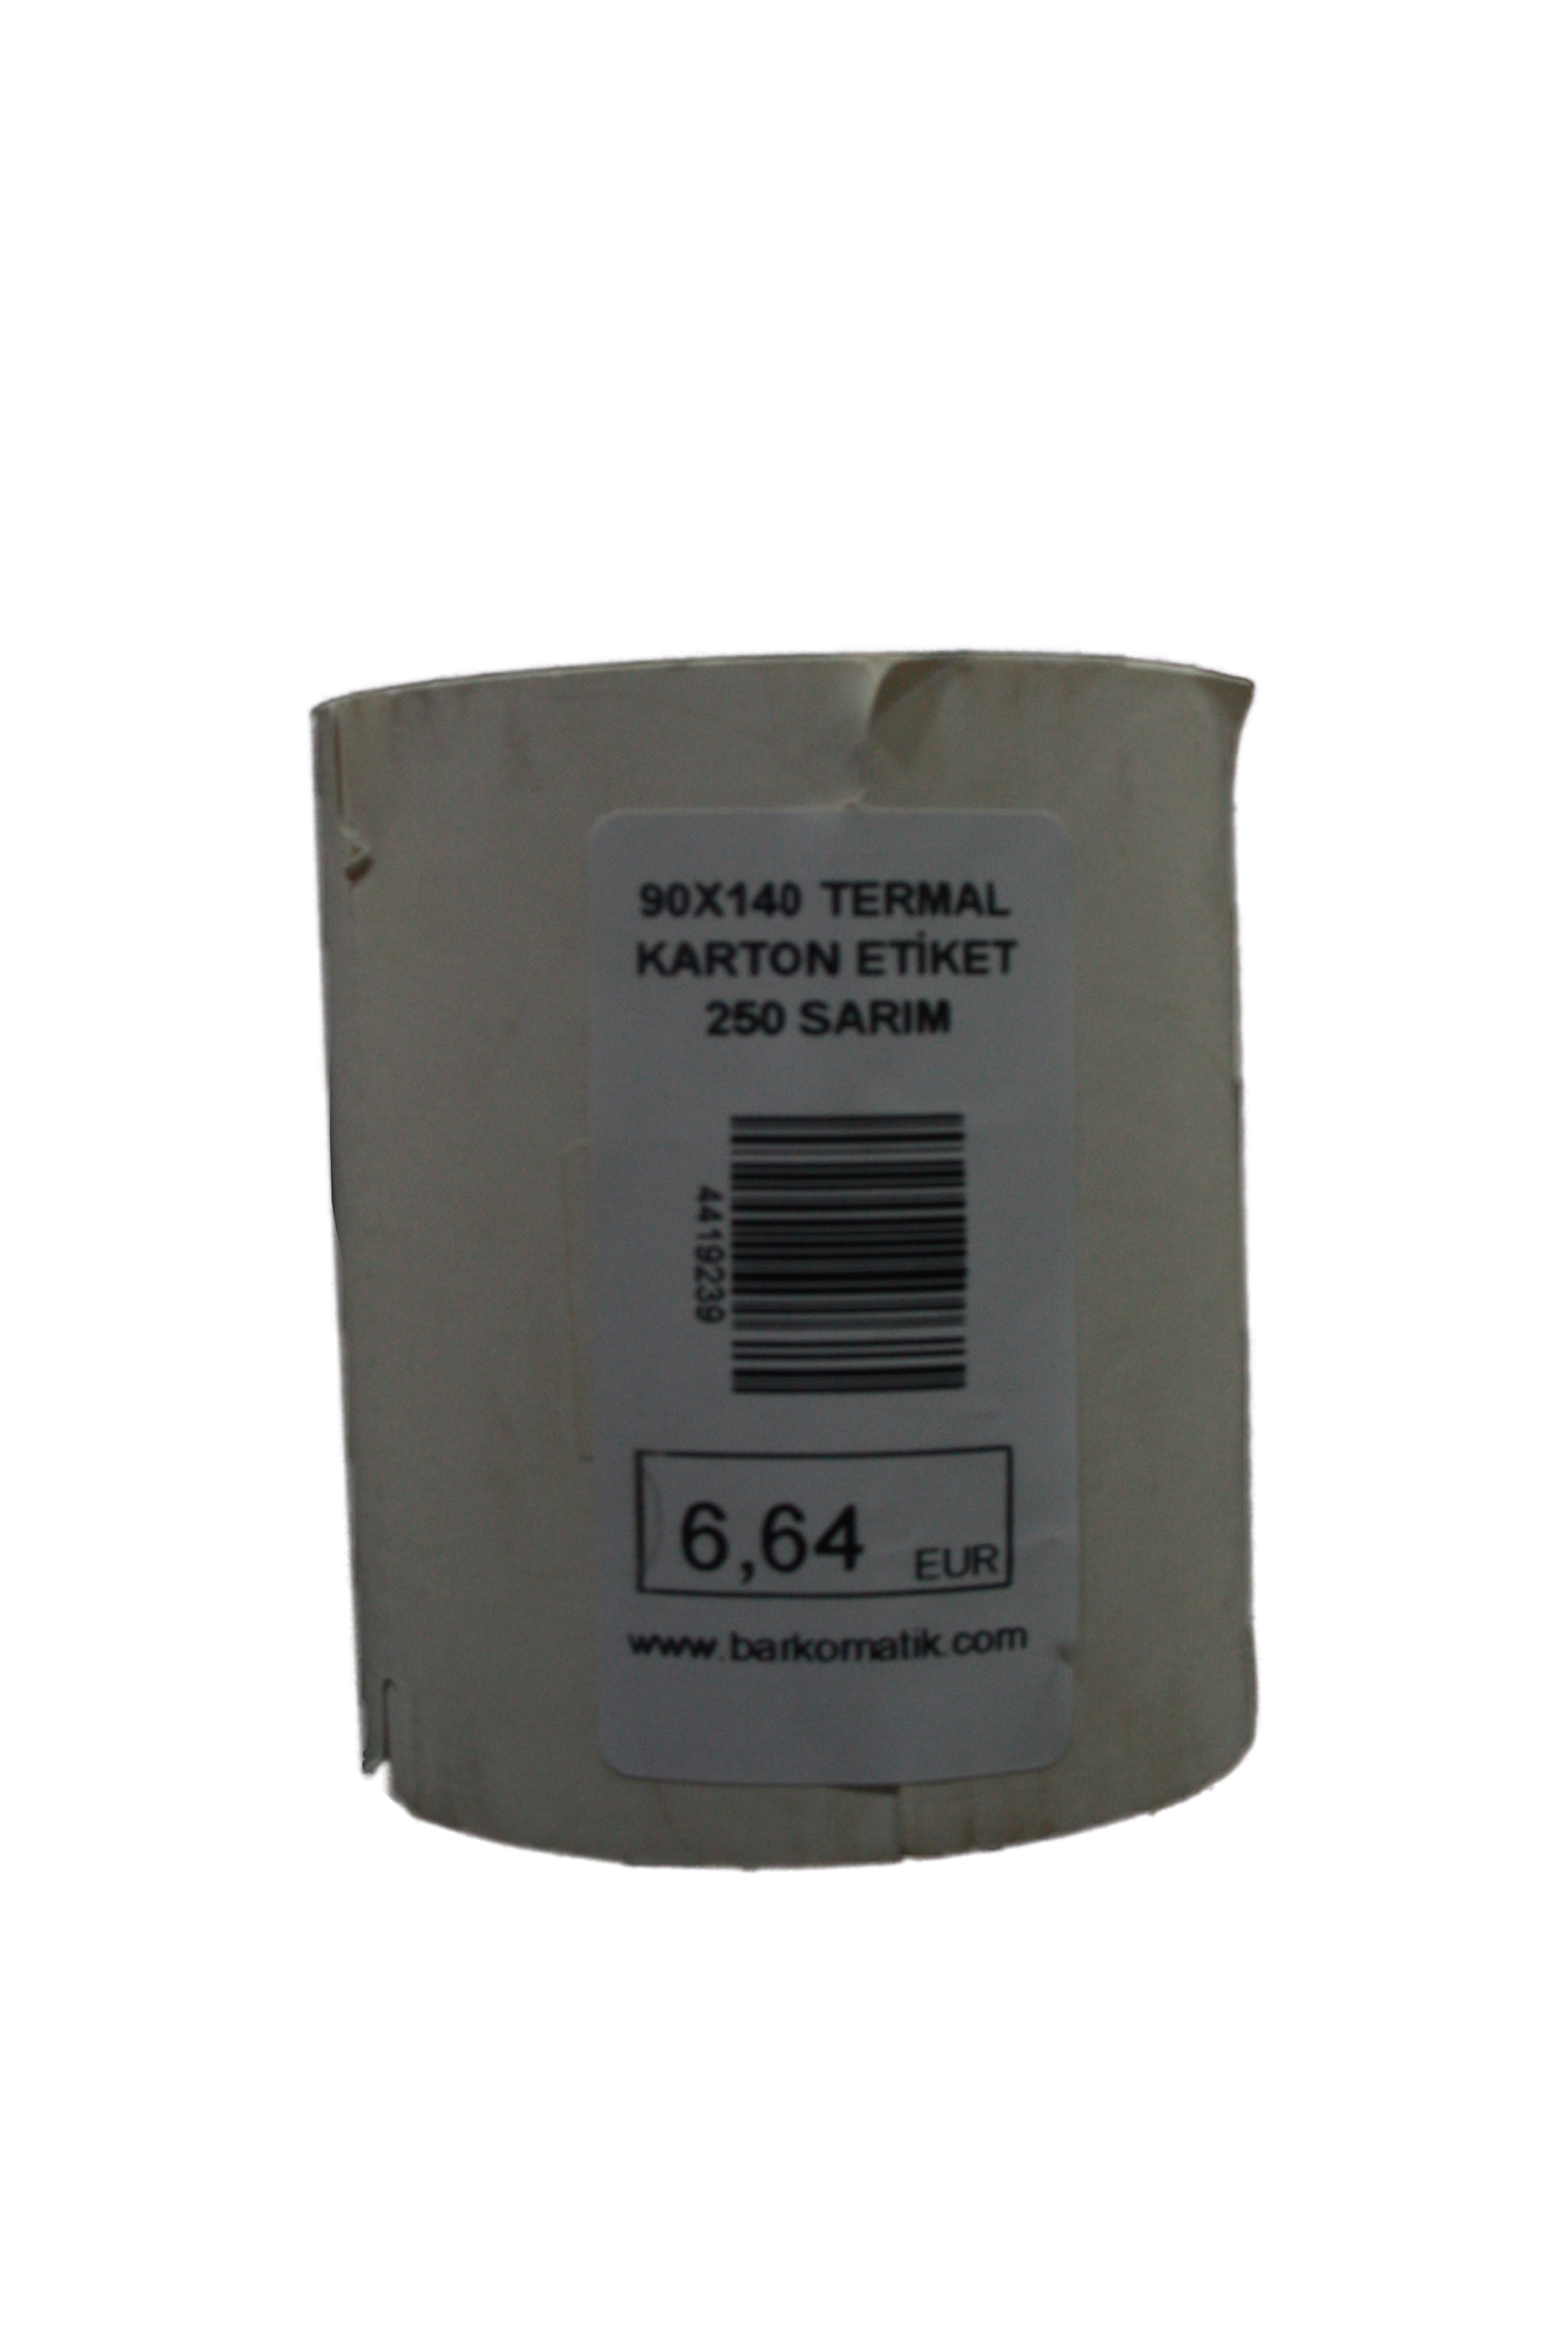 90X140 TERMAL
KARTON ETİKET
250 SARIM
4419239
6,64 EUR
www.barkomatik.com